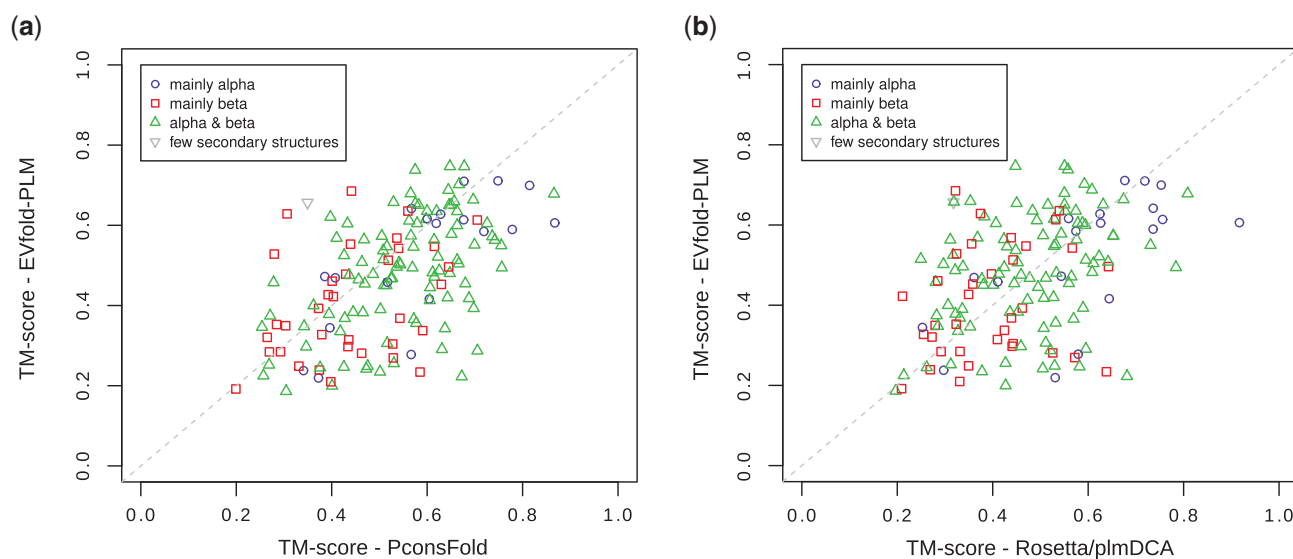 (a)
mainly alpha
mainly beta
alpha & beta
few secondary structures
TM-score - EVfold-PLM
1.0
0.8
0.6
0.4
0.2
0.0
0.0 0.2 0.4 0.6 0.8 1.0
TM-score - PconsFold
(b)
mainly alpha
mainly beta
alpha & beta
few secondary structures
TM-score - EVfold-PLM
1.0
0.8
0.6
0.4
0.2
0.0
0.0 0.2 0.4 0.6 0.8 1.0
TM-score - Rosetta/plmDCA